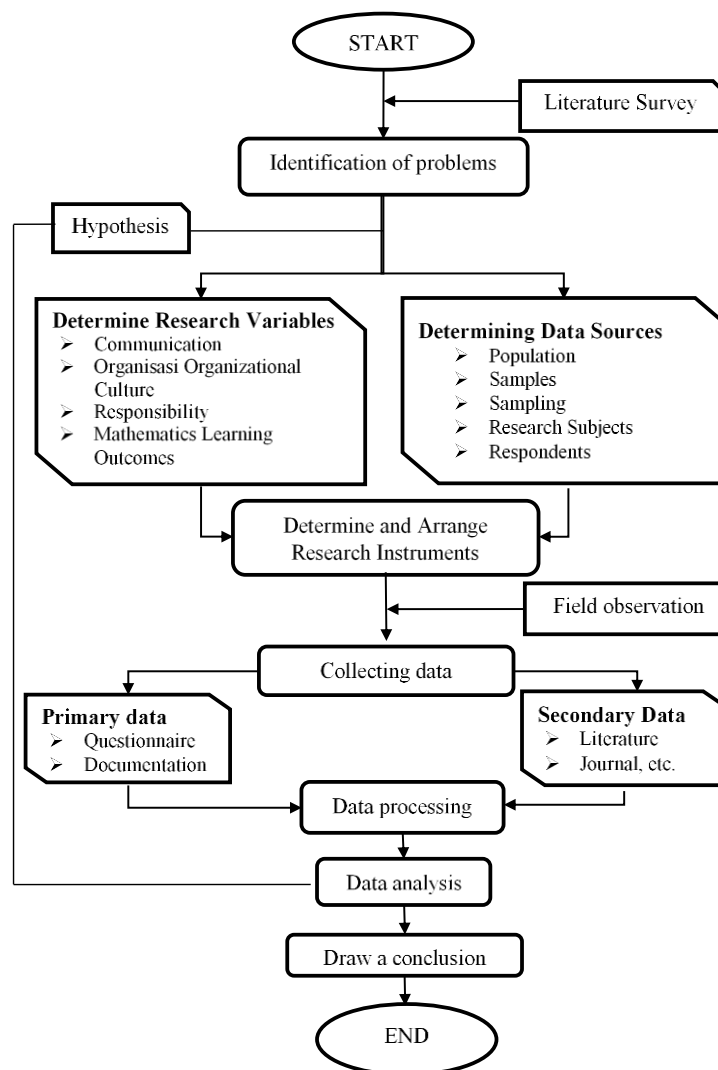 START
Literature Survey
Identification of problems
Hypothesis
Determine Research Variables
➢ Communication
➢ Organisasi Organizational
Culture
➢ Responsibility
➢ Mathematics Learning
Outcomes
Determining Data Sources
➢ Population
➢ Samples
➢ Sampling
➢ Research Subjects
➢ Respondents
Determine and Arrange
Research Instruments
Field observation
Collecting data
Primary data
➢ Questionnaire
➢ Documentation
Secondary Data
➢ Literature
➢ Journal, etc.
Data processing
Data analysis
Draw a conclusion
END